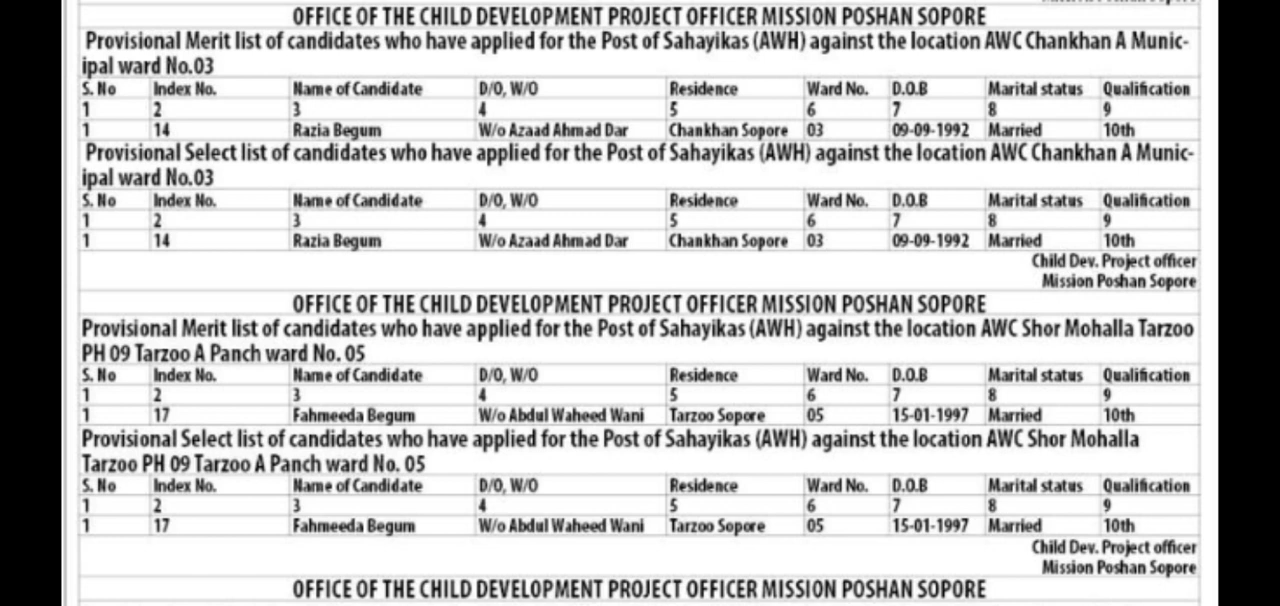 OFFICE OF THE CHILD DEVELOPMENT PROJECT OFFICER MISSION POSHAN SOPORE
Provisional Merit list of candidates who have applied for the Post of Sahayikas (AWH) against the location AWC Chankhan A Munic-
ipal ward No.03
S. No Index No. Name of Candidate D/O, W/O Residence Ward No. D.O.B Marital status Qualification
1 2 3 4 5 6 7 8 9
1 14 Razia Begum W/o Azaad Ahmad Dar Chankhan Sopore 03 09-09-1992 Married 10th
Provisional Select list of candidates who have applied for the Post of Sahayikas (AWH) against the location AWC Chankhan A Munic-
ipal ward No.03
S. No Index No. Name of Candidate D/O, W/O Residence Ward No. D.O.B Marital status Qualification
1 2 3 4 5 6 7 8 9
1 14 Razia Begum W/o Azaad Ahmad Dar Chankhan Sopore 03 09-09-1992 Married 10th
Child Dev. Project officer
Mission Poshan Sopore
OFFICE OF THE CHILD DEVELOPMENT PROJECT OFFICER MISSION POSHAN SOPORE
Provisional Merit list of candidates who have applied for the Post of Sahayikas (AWH) against the location AWC Shor Mohalla Tarzoo
PH 09 Tarzoo A Panch ward No. 05
S. No Index No. Name of Candidate D/O, W/O Residence Ward No. D.O.B Marital status Qualification
1 2 3 4 5 6 7 8 9
1 17 Fahmeeda Begum W/o Abdul Waheed Wani Tarzoo Sopore 05 15-01-1997 Married 10th
Provisional Select list of candidates who have applied for the Post of Sahayikas (AWH) against the location AWC Shor Mohalla
Tarzoo PH 09 Tarzoo A Panch ward No. 05
S. No Index No. Name of Candidate D/O, W/O Residence Ward No. D.O.B Marital status Qualification
1 2 3 4 5 6 7 8 9
1 17 Fahmeeda Begum W/o Abdul Waheed Wani Tarzoo Sopore 05 15-01-1997 Married 10th
Child Dev. Project officer
Mission Poshan Sopore
OFFICE OF THE CHILD DEVELOPMENT PROJECT OFFICER MISSION POSHAN SOPORE